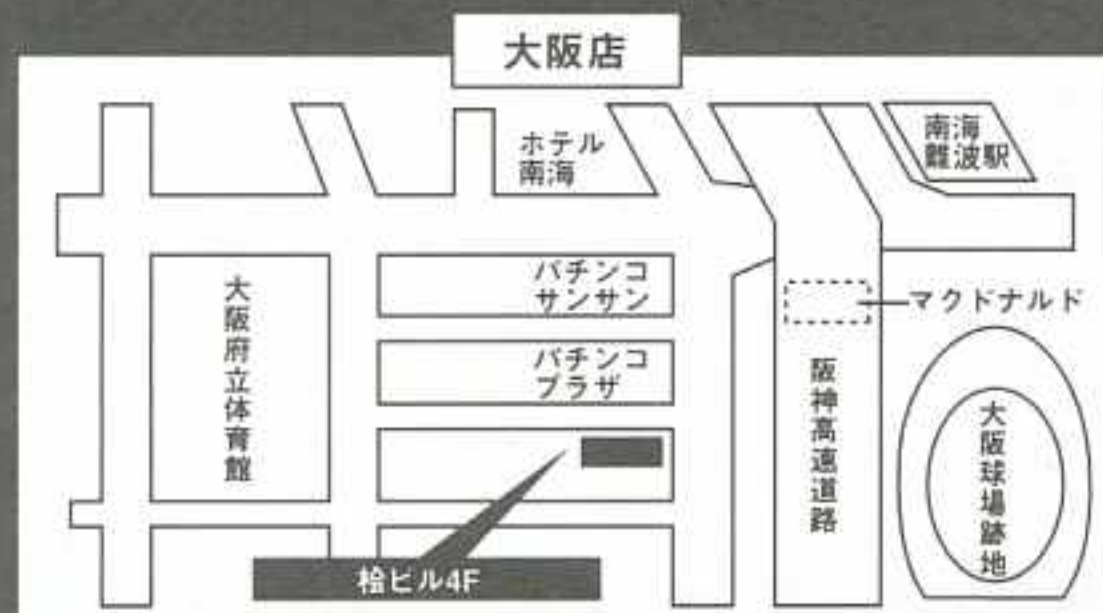 大阪店
ホテル
南海
南海
難波駅
パチンコ
サンサン
マクドナルド
パチンコ
プラザ
大阪府立体育館
阪神高速道路
大阪球場跡地
桧ビル4F